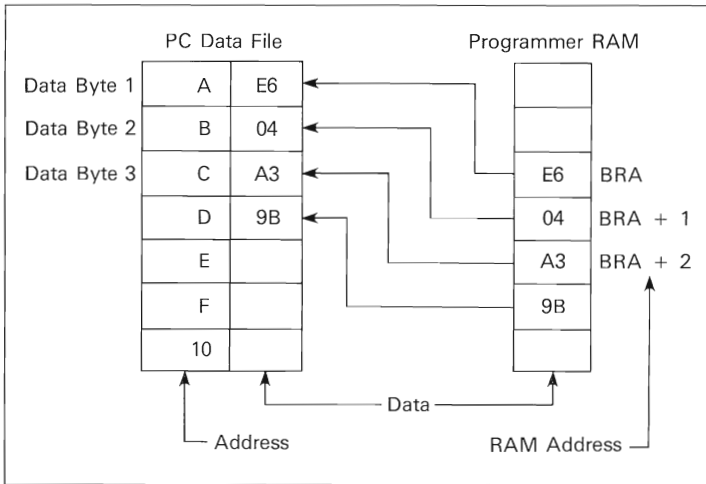 PC Data File Programmer RAM
Data Byte 1 A E6
Data Byte 2 B 04
Data Byte 3 C A3 E6 BRA
D 9B 04 BRA + 1
E A3 BRA + 2
F 9B
10
Data
Address RAM Address